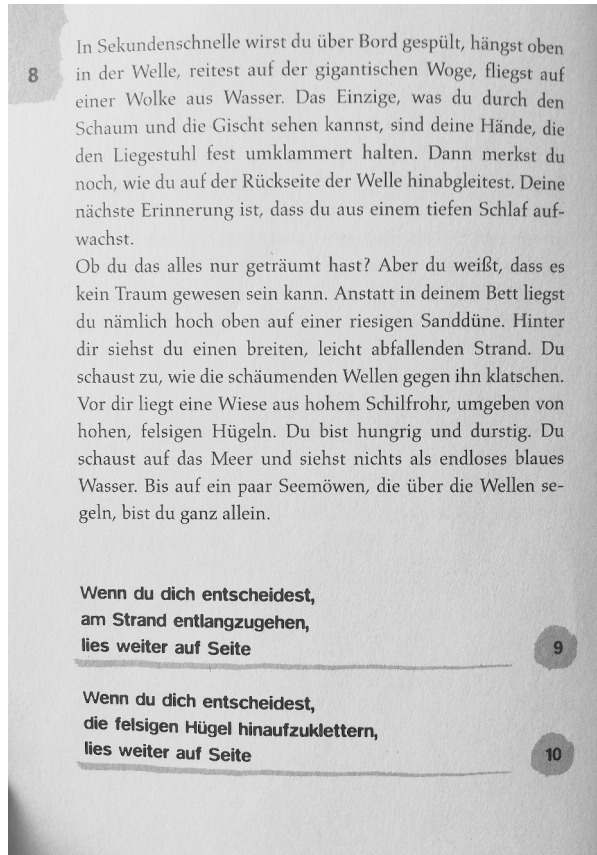 8
In Sekundenschnelle wirst du über Bord gespült, hängst oben
in der Welle, reitest auf der gigantischen Woge, fliegst auf
einer Wolke aus Wasser. Das Einzige, was du durch den
Schaum und die Gischt sehen kannst, sind deine Hände, die
den Liegestuhl fest umklammert halten. Dann merkst du
noch, wie du auf der Rückseite der Welle hinabgleitest. Deine
nächste Erinnerung ist, dass du aus einem tiefen Schlaf auf-
wachst.
Ob du das alles nur geträumt hast? Aber du weißt, dass es
kein Traum gewesen sein kann. Anstatt in deinem Bett liegst
du nämlich hoch oben auf einer riesigen Sanddüne. Hinter
dir siehst du einen breiten, leicht abfallenden Strand. Du
schaust zu, wie die schäumenden Wellen gegen ihn klatschen.
Vor dir liegt eine Wiese aus hohem Schilfrohr, umgeben von
hohen, felsigen Hügeln. Du bist hungrig und durstig. Du
schaust auf das Meer und siehst nichts als endloses blaues
Wasser. Bis auf ein paar Seemöwen, die über die Wellen se-
geln, bist du ganz allein.
Wenn du dich entscheidest,
am Strand entlangzugehen,
lies weiter auf Seite 9
Wenn du dich entscheidest,
die felsigen Hügel hinaufzuklettern,
lies weiter auf Seite 10